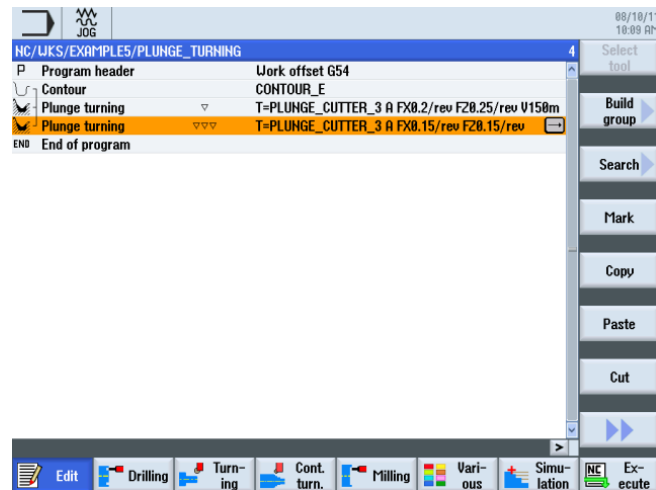 JOG
08/10/11
10:09 AM
NC/WKS/EXAMPLE5/PLUNGE_TURNING 4
P Program header Work offset G54
Contour CONTOUR_E
Plunge turning ▽ T=PLUNGE_CUTTER_3 A FX0.2/rev FZ0.25/rev V150m
Plunge turning ▽▽▽ T=PLUNGE_CUTTER_3 A FX0.15/rev FZ0.15/rev
END End of program
Select
tool
Build
group
Search
Mark
Copy
Paste
Cut
Edit
Drilling
Turn-
ing
Cont.
turn.
Milling
Vari-
ous
Simu-
lation
NC Ex-
ecute